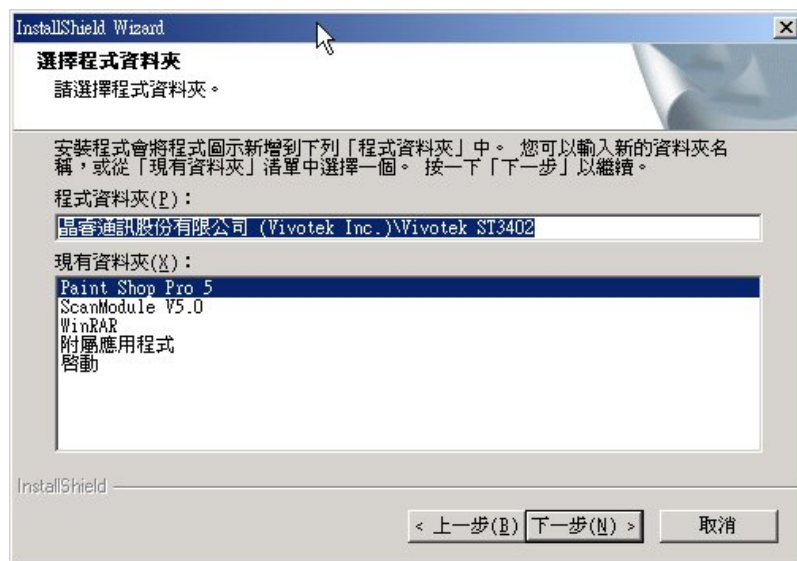 InstallShield Wizard
選擇程式資料夾
請選擇程式資料夾。
安裝程式會將程式圖示新增到下列「程式資料夾」中。 您可以輸入新的資料夾名
稱，或從「現有資料夾」清單中選擇一個。 按一下「下一步」以繼續。
程式資料夾(P)：
晶睿通訊股份有限公司 (Vivotek Inc.)\Vivotek ST3402
現有資料夾(X)：
Paint Shop Pro 5
ScanModule V5.0
WinRAR
附屬應用程式
啓動
InstallShield
< 上一步(B) 下一步(N) > 取消